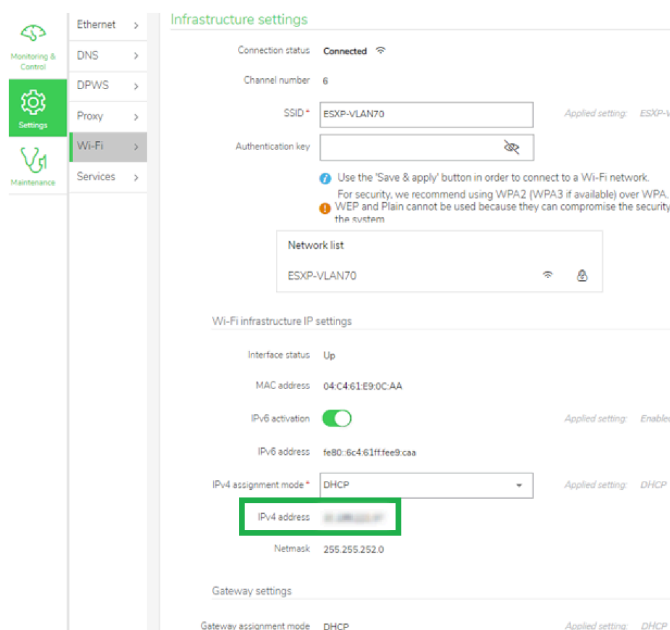 Infrastructure settings
Monitoring & Control
Settings
Maintenance
Ethernet
DNS
DPWS
Proxy
Wi-Fi
Services
Connection status Connected
Channel number 6
SSID * ESXP-VLAN70 Applied setting: ESXP-V
Authentication key
Use the 'Save & apply' button in order to connect to a Wi-Fi network.
For security, we recommend using WPA2 (WPA3 if available) over WPA.
WEP and Plain cannot be used because they can compromise the security
the system
Network list
ESXP-VLAN70
Wi-Fi infrastructure IP settings
Interface status Up
MAC address 04:C4:61:E9:0C:AA
IPv6 activation Applied setting: Enabled
IPv6 address fe80::6c4:61ff:fee9:caa
IPv4 assignment mode * DHCP Applied setting: DHCP
IPv4 address
Netmask 255.255.252.0
Gateway settings
Gateway assignment mode DHCP Applied setting: DHCP